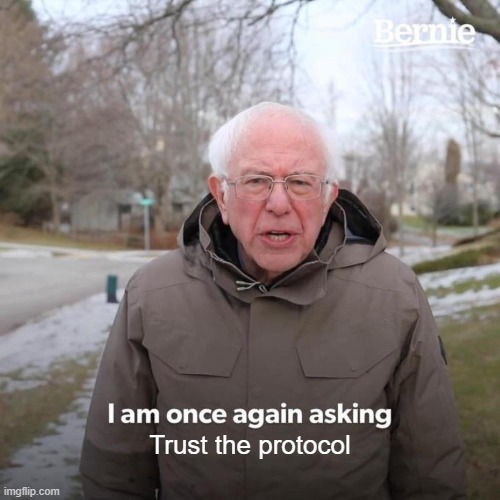 Bernie
I am once again asking
Trust the protocol
imgflip.com